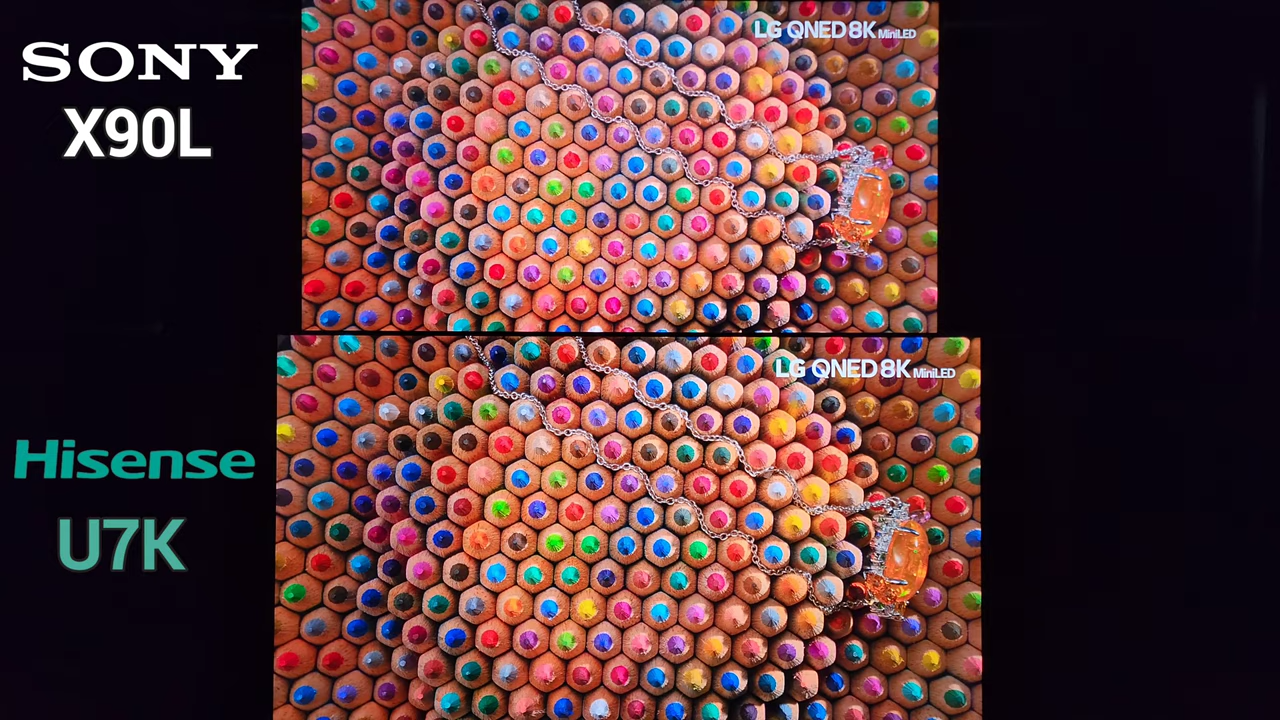 SONY
X90L
LG QNED 8K MiniLED
Hisense
U7K
LG QNED 8K MiniLED